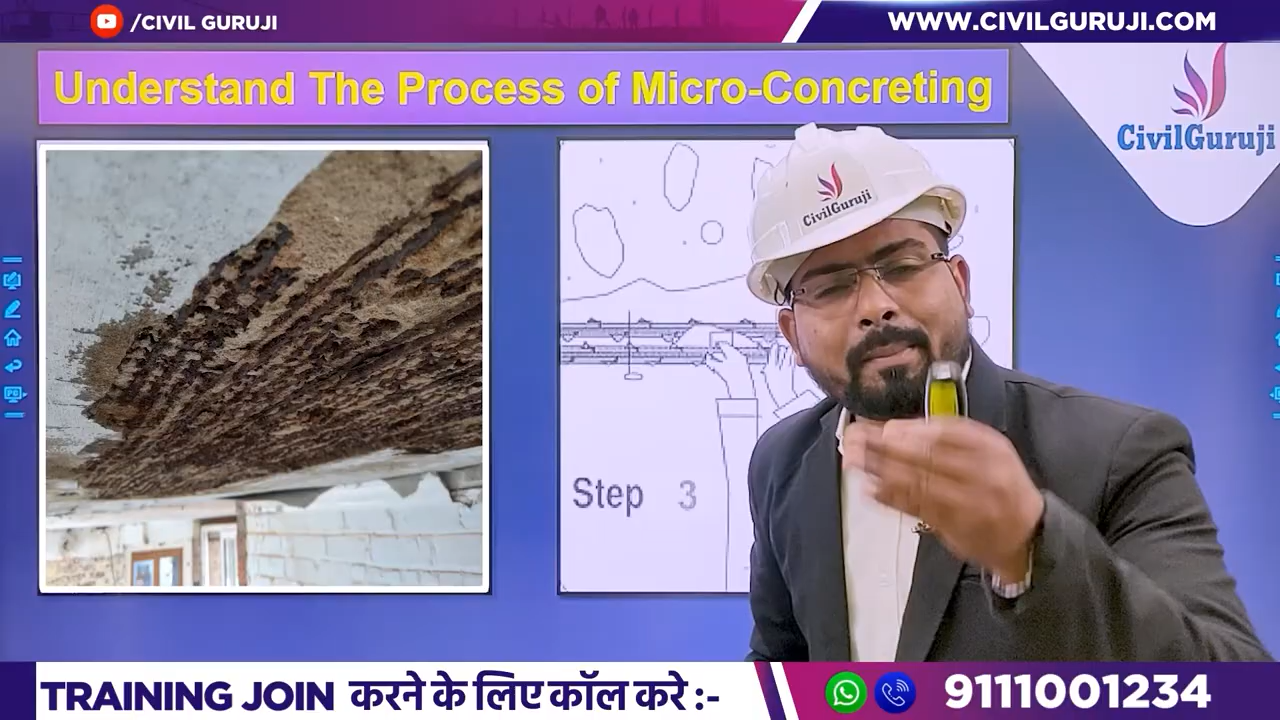 /CIVIL GURUJI
WWW.CIVILGURUJI.COM
Understand The Process of Micro-Concreting
CivilGuruji
CivilGuruji
Step 3
TRAINING JOIN करने के लिए कॉल करे :-
9111001234